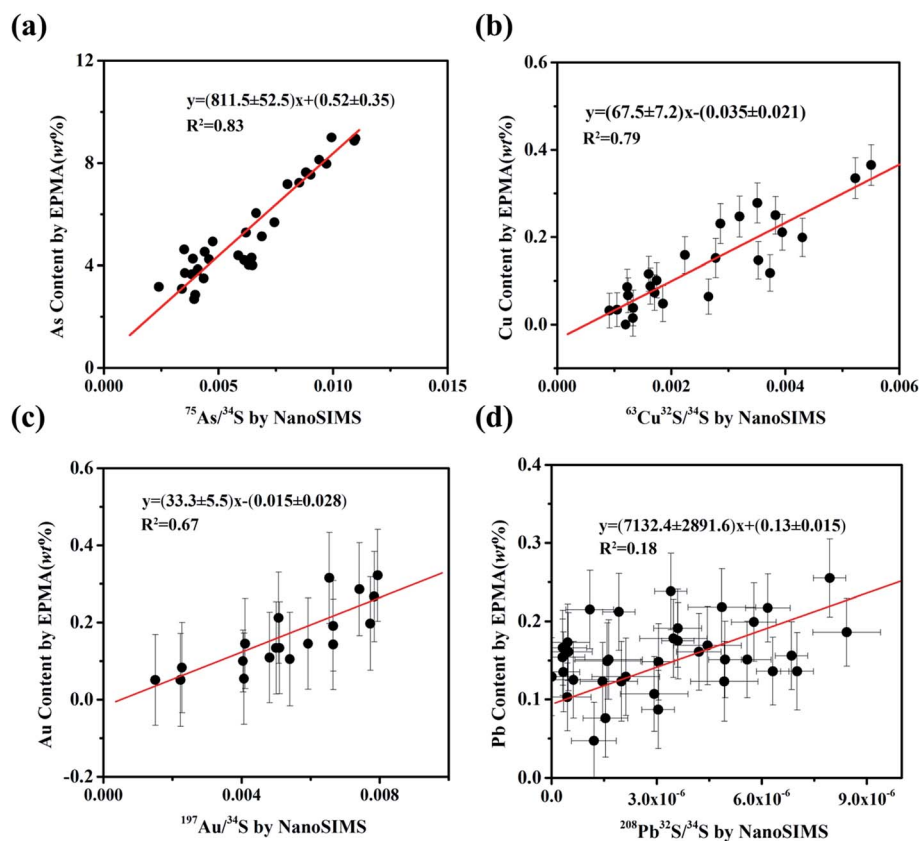 (a)
12
8
4
0
As Content by EPMA(wt%)
y=(811.5±52.5)x+(0.52±0.35)
R²=0.83
0.000 0.005 0.010 0.015
⁷⁵As/³⁴S by NanoSIMS
(b)
0.6
0.4
0.2
0.0
Cu Content by EPMA(wt%)
y=(67.5±7.2)x-(0.035±0.021)
R²=0.79
0.000 0.002 0.004 0.006
⁶³Cu³²S/³⁴S by NanoSIMS
(c)
0.6
0.4
0.2
0.0
-0.2
Au Content by EPMA(wt%)
y=(33.3±5.5)x-(0.015±0.028)
R²=0.67
0.000 0.004 0.008
¹⁹⁷Au/³⁴S by NanoSIMS
(d)
0.4
0.3
0.2
0.1
0.0
Pb Content by EPMA(wt%)
y=(7132.4±2891.6)x+(0.13±0.015)
R²=0.18
0.0 3.0x10⁻⁶ 6.0x10⁻⁶ 9.0x10⁻⁶
²⁰⁸Pb³²S/³⁴S by NanoSIMS